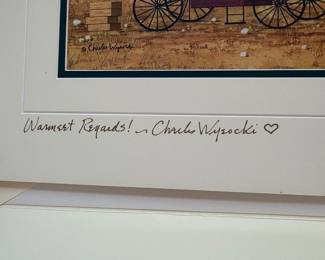 © Charles Wysocki
Warmest Regards! ~ Charles Wysocki ♡